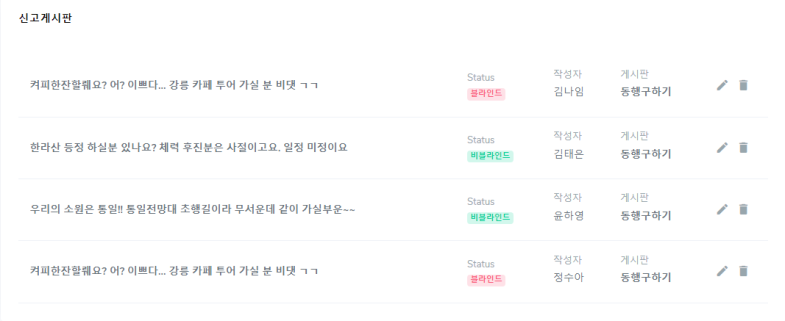 신고게시판
Status 작성자 게시판
켜피한잔할퀘요? 어? 이쁘다... 강릉 카페 투어 가실 분 비댓 ㄱㄱ
블라인드 김나임 동행구하기
Status 작성자 게시판
한라산 등정 하실분 있나요? 체력 후진분은 사절이고요. 일정 미정이요
비블라인드 김태은 동행구하기
Status 작성자 게시판
우리의 소원은 통일!! 통일전망대 초행길이라 무서운데 같이 가실부운~~
비블라인드 윤하영 동행구하기
Status 작성자 게시판
켜피한잔할퀘요? 어? 이쁘다... 강릉 카페 투어 가실 분 비댓 ㄱㄱ
블라인드 정수아 동행구하기